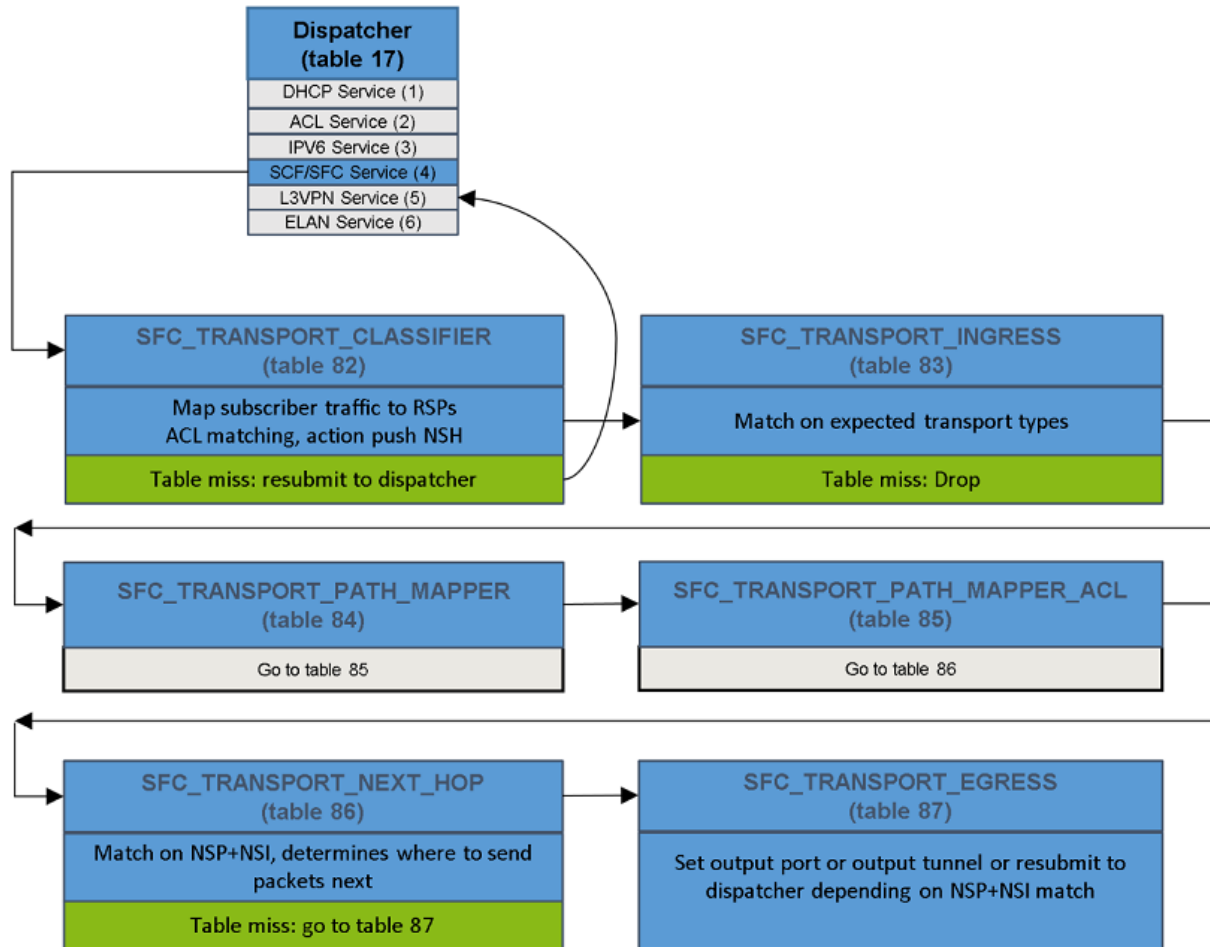 Dispatcher
(table 17)
DHCP Service (1)
ACL Service (2)
IPV6 Service (3)
SCF/SFC Service (4)
L3VPN Service (5)
ELAN Service (6)
SFC_TRANSPORT_CLASSIFIER
(table 82)
Map subscriber traffic to RSPs
ACL matching, action push NSH
Table miss: resubmit to dispatcher
SFC_TRANSPORT_INGRESS
(table 83)
Match on expected transport types
Table miss: Drop
SFC_TRANSPORT_PATH_MAPPER
(table 84)
Go to table 85
SFC_TRANSPORT_PATH_MAPPER_ACL
(table 85)
Go to table 86
SFC_TRANSPORT_NEXT_HOP
(table 86)
Match on NSP+NSI, determines where to send
packets next
Table miss: go to table 87
SFC_TRANSPORT_EGRESS
(table 87)
Set output port or output tunnel or resubmit to
dispatcher depending on NSP+NSI match